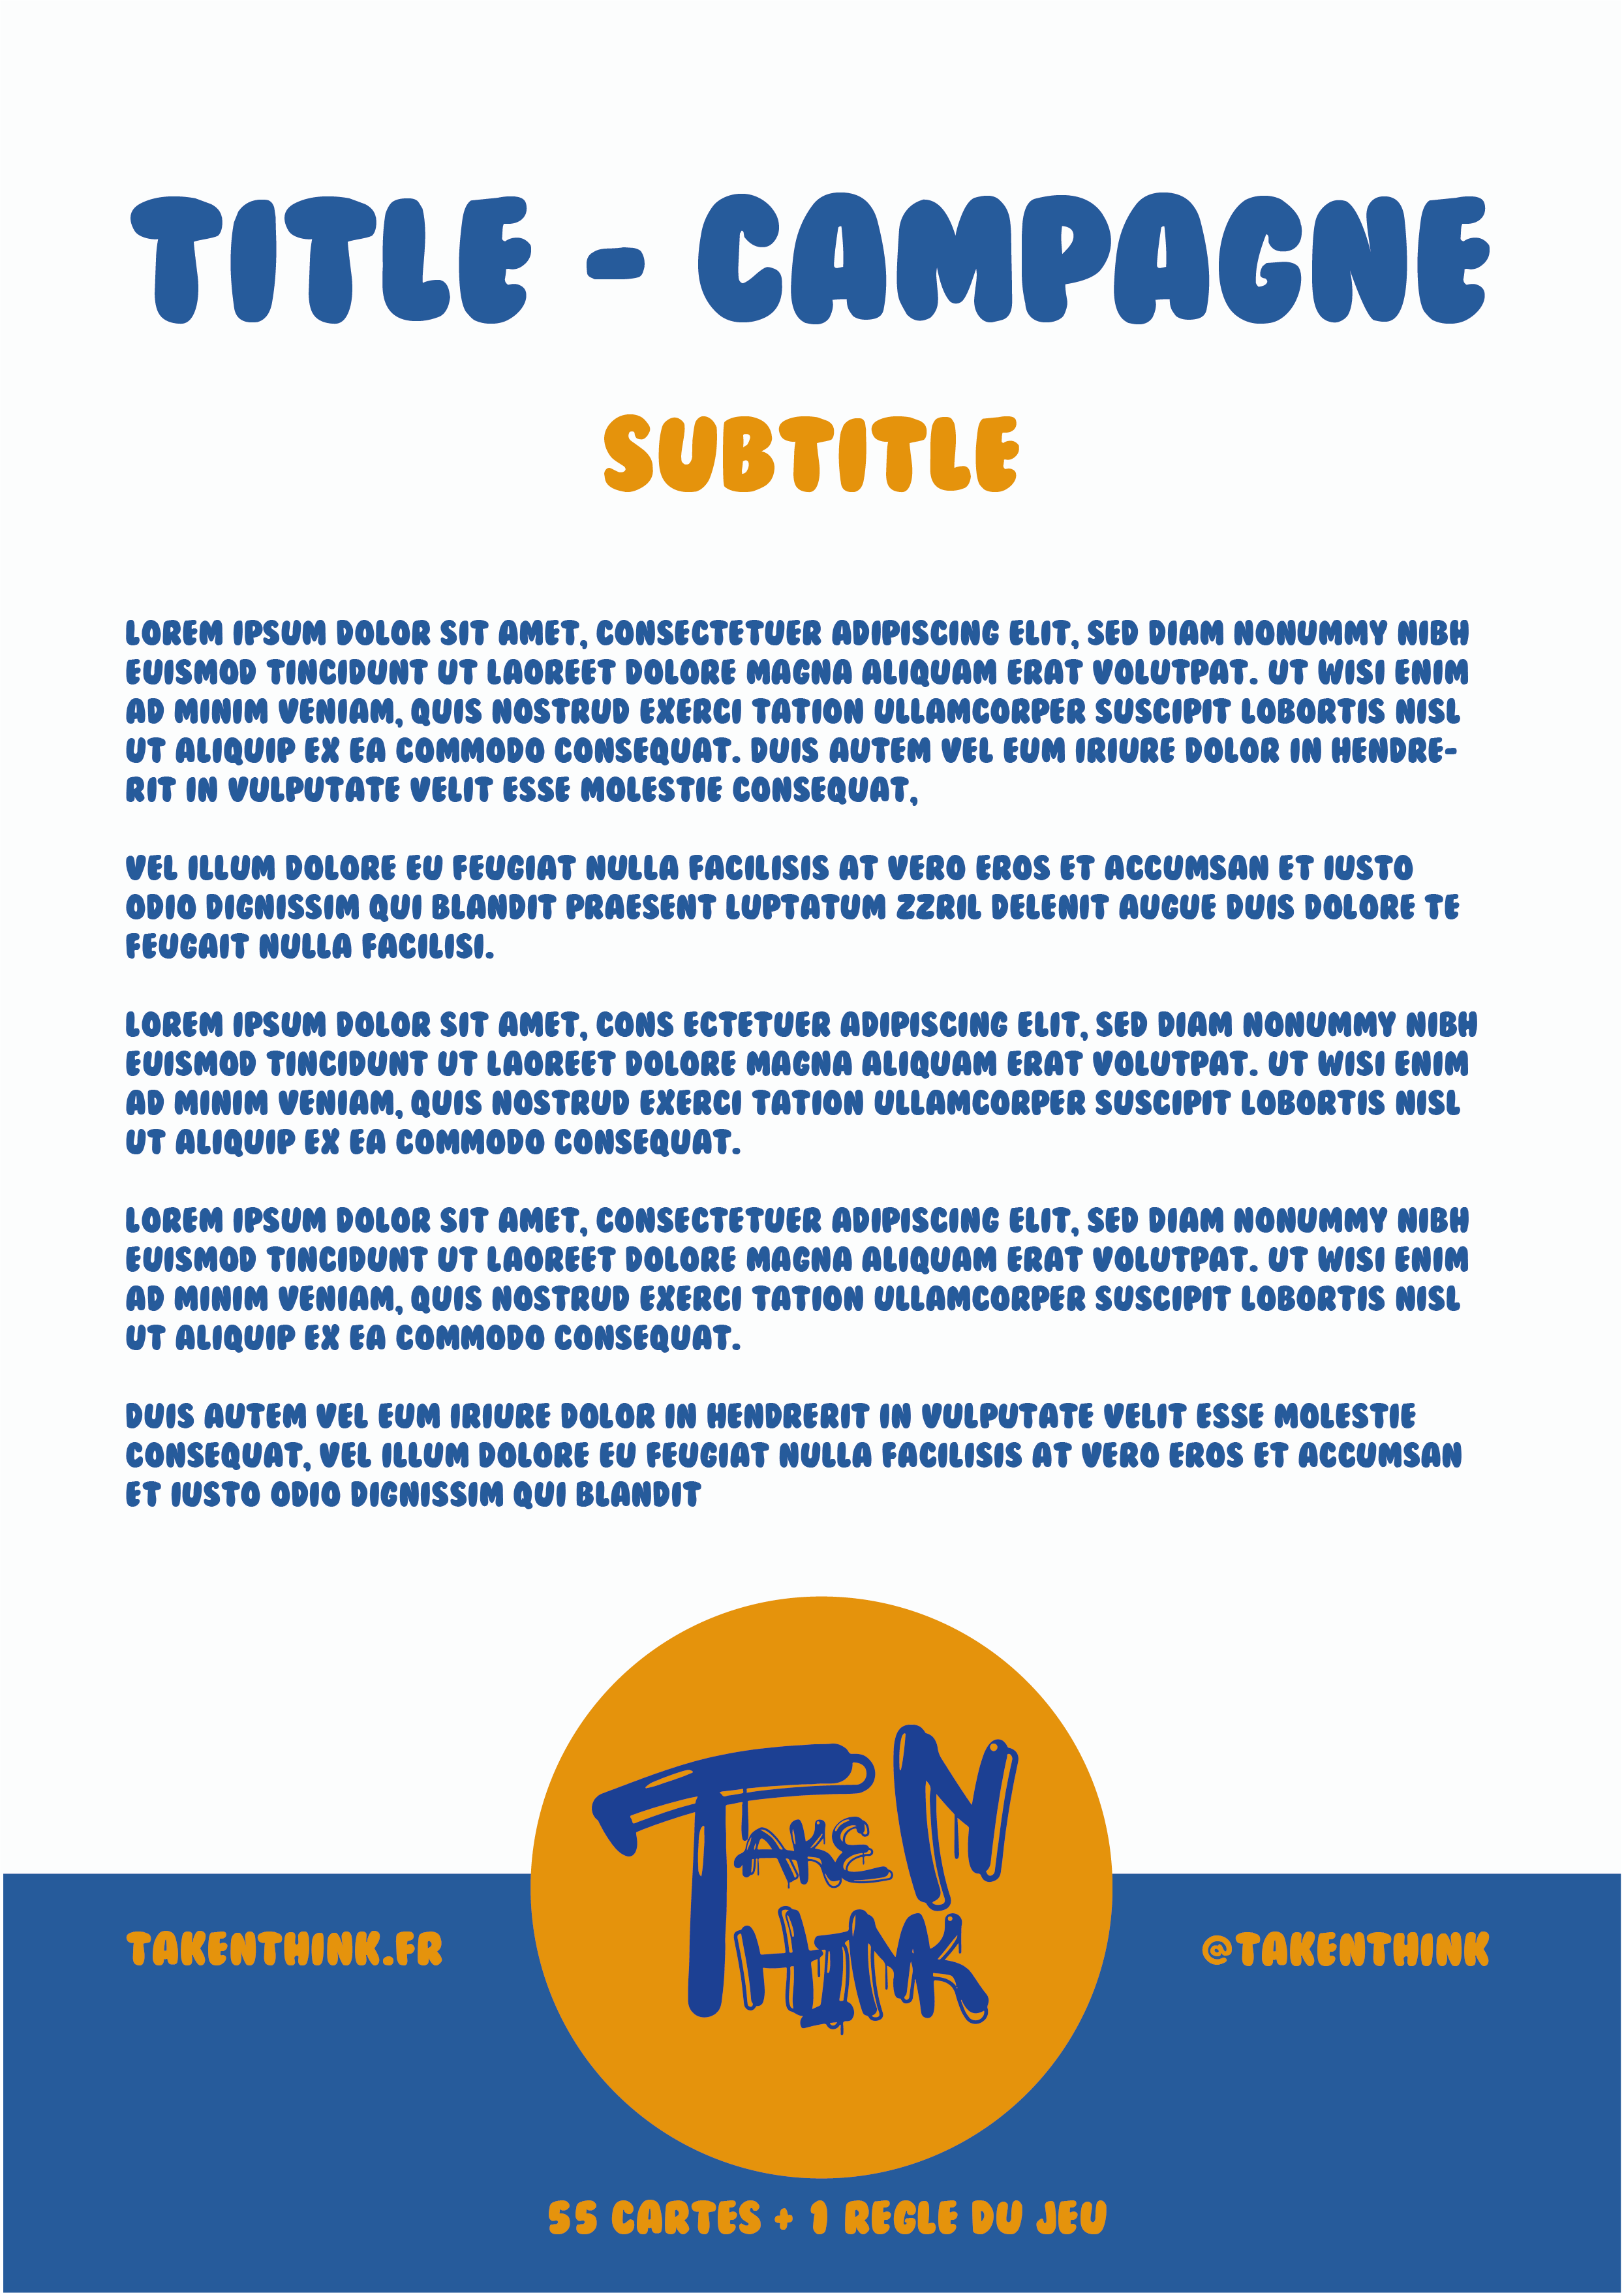 TITLE - CAMPAGNE
SUBTITLE
LOREM IPSUM DOLOR SIT AMET, CONSECTETUER ADIPISCING ELIT, SED DIAM NONUMMY NIBH
EUISMOD TINCIDUNT UT LAOREET DOLORE MAGNA ALIQUAM ERAT VOLUTPAT. UT WISI ENIM
AD MINIM VENIAM, QUIS NOSTRUD EXERCI TATION ULLAMCORPER SUSCIPIT LOBORTIS NISL
UT ALIQUIP EX EA COMMODO CONSEQUAT. DUIS AUTEM VEL EUM IRIURE DOLOR IN HENDRE-
RIT IN VULPUTATE VELIT ESSE MOLESTIE CONSEQUAT,
VEL ILLUM DOLORE EU FEUGIAT NULLA FACILISIS AT VERO EROS ET ACCUMSAN ET IUSTO
ODIO DIGNISSIM QUI BLANDIT PRAESENT LUPTATUM ZZRIL DELENIT AUGUE DUIS DOLORE TE
FEUGAIT NULLA FACILISI.
LOREM IPSUM DOLOR SIT AMET, CONS ECTETUER ADIPISCING ELIT, SED DIAM NONUMMY NIBH
EUISMOD TINCIDUNT UT LAOREET DOLORE MAGNA ALIQUAM ERAT VOLUTPAT. UT WISI ENIM
AD MINIM VENIAM, QUIS NOSTRUD EXERCI TATION ULLAMCORPER SUSCIPIT LOBORTIS NISL
UT ALIQUIP EX EA COMMODO CONSEQUAT.
LOREM IPSUM DOLOR SIT AMET, CONSECTETUER ADIPISCING ELIT, SED DIAM NONUMMY NIBH
EUISMOD TINCIDUNT UT LAOREET DOLORE MAGNA ALIQUAM ERAT VOLUTPAT. UT WISI ENIM
AD MINIM VENIAM, QUIS NOSTRUD EXERCI TATION ULLAMCORPER SUSCIPIT LOBORTIS NISL
UT ALIQUIP EX EA COMMODO CONSEQUAT.
DUIS AUTEM VEL EUM IRIURE DOLOR IN HENDRERIT IN VULPUTATE VELIT ESSE MOLESTIE
CONSEQUAT, VEL ILLUM DOLORE EU FEUGIAT NULLA FACILISIS AT VERO EROS ET ACCUMSAN
ET IUSTO ODIO DIGNISSIM QUI BLANDIT
TAKE N
THINK
TAKENTHINK.FR
@TAKENTHINK
55 CARTES + 1 REGLE DU JEU